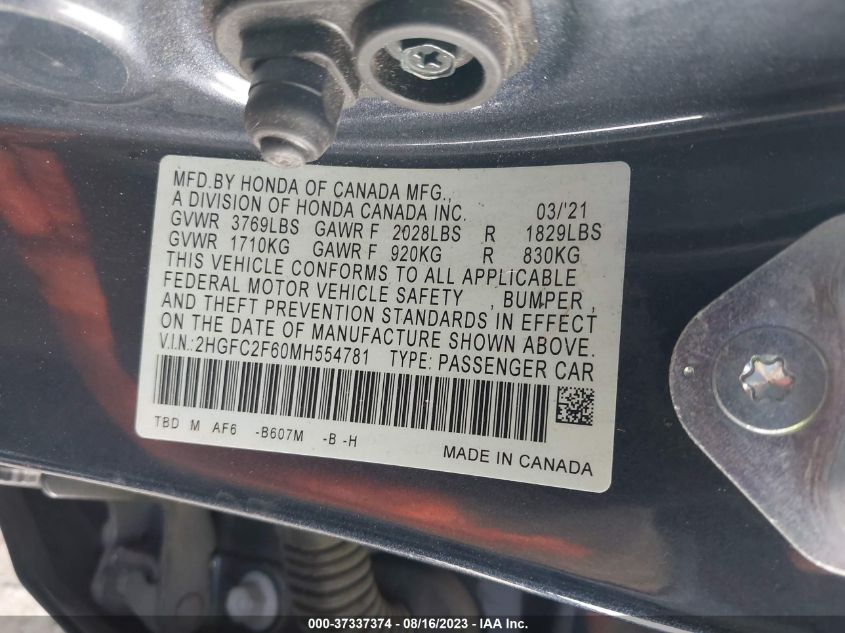 MFD.BY HONDA OF CANADA MFG.,
A DIVISION OF HONDA CANADA INC. 03/'21
GVWR 3769LBS GAWR F 2028LBS R 1829LBS
GVWR 1710KG GAWR F 920KG R 830KG
THIS VEHICLE CONFORMS TO ALL APPLICABLE
FEDERAL MOTOR VEHICLE SAFETY , BUMPER ,
AND THEFT PREVENTION STANDARDS IN EFFECT
ON THE DATE OF MANUFACTURE SHOWN ABOVE.
V.I.N.:2HGFC2F60MH554781 TYPE: PASSENGER CAR
TBD M AF6 -B607M -B -H
MADE IN CANADA
000-37337374 - 08/16/2023 - IAA Inc.